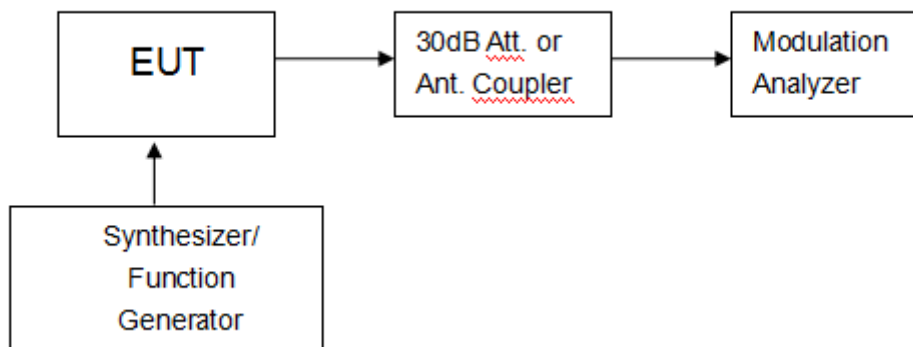 EUT
30dB Att. or
Ant. Coupler
Modulation
Analyzer
Synthesizer/
Function
Generator